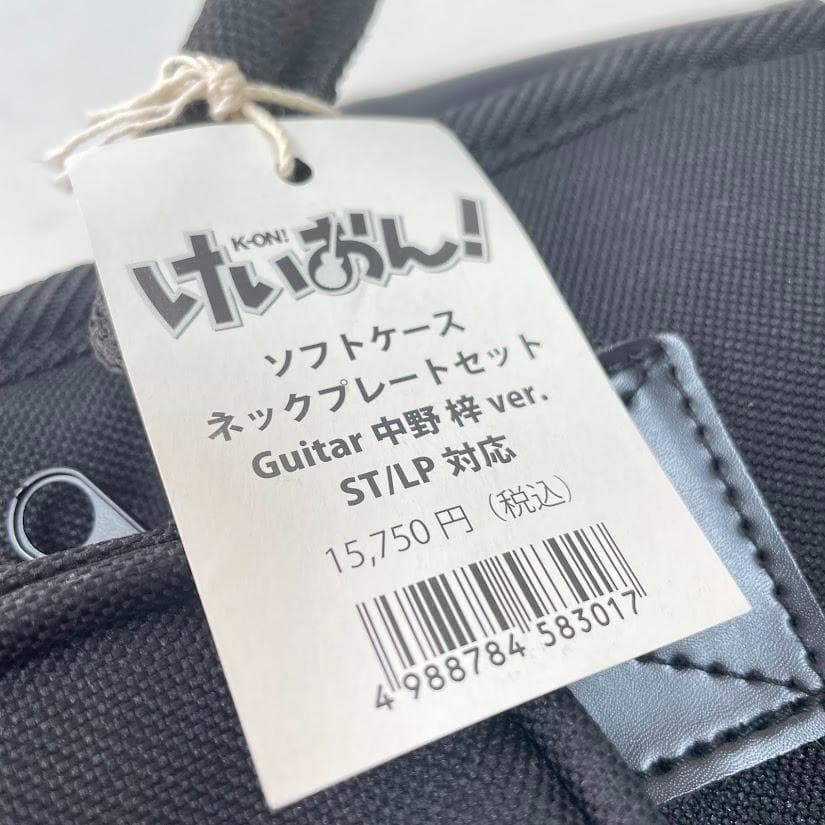 K-ON!
けいおん!
ソフトケース
ネックプレートセット
Guitar 中野 梓 ver.
ST/LP 対応
15,750 円（税込）
4 988784 583017